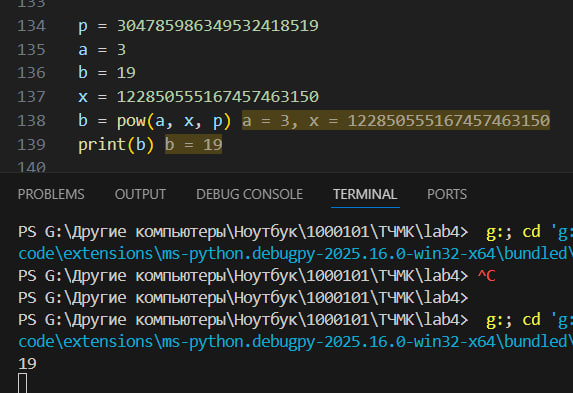 133
134 p = 304785986349532418519
135 a = 3
136 b = 19
137 x = 122850555167457463150
138 b = pow(a, x, p) a = 3, x = 122850555167457463150
139 print(b) b = 19
140
PROBLEMS OUTPUT DEBUG CONSOLE TERMINAL PORTS
PS G:\Другие компьютеры\Ноутбук\1000101\ТЧМК\lab4>  g:; cd 'g:
code\extensions\ms-python.debugpy-2025.16.0-win32-x64\bundled\
PS G:\Другие компьютеры\Ноутбук\1000101\ТЧМК\lab4> ^C
PS G:\Другие компьютеры\Ноутбук\1000101\ТЧМК\lab4>
PS G:\Другие компьютеры\Ноутбук\1000101\ТЧМК\lab4>  g:; cd 'g:
code\extensions\ms-python.debugpy-2025.16.0-win32-x64\bundled\
19